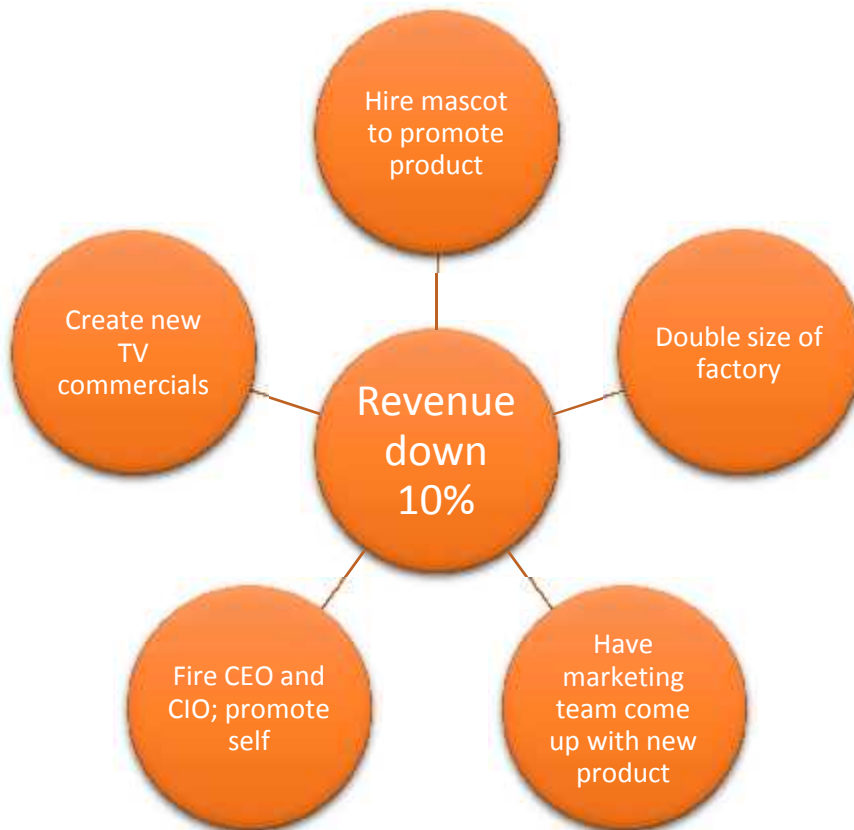 Hire mascot
to promote
product
Create new
TV
commercials
Double size of
factory
Revenue
down
10%
Fire CEO and
CIO; promote
self
Have
marketing
team come
up with new
product